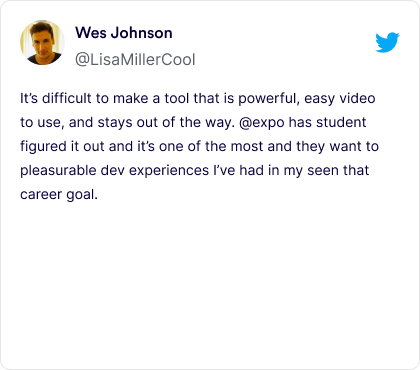 Wes Johnson
@LisaMillerCool
It’s difficult to make a tool that is powerful, easy video
to use, and stays out of the way. @expo has student
figured it out and it’s one of the most and they want to
pleasurable dev experiences I’ve had in my seen that
career goal.